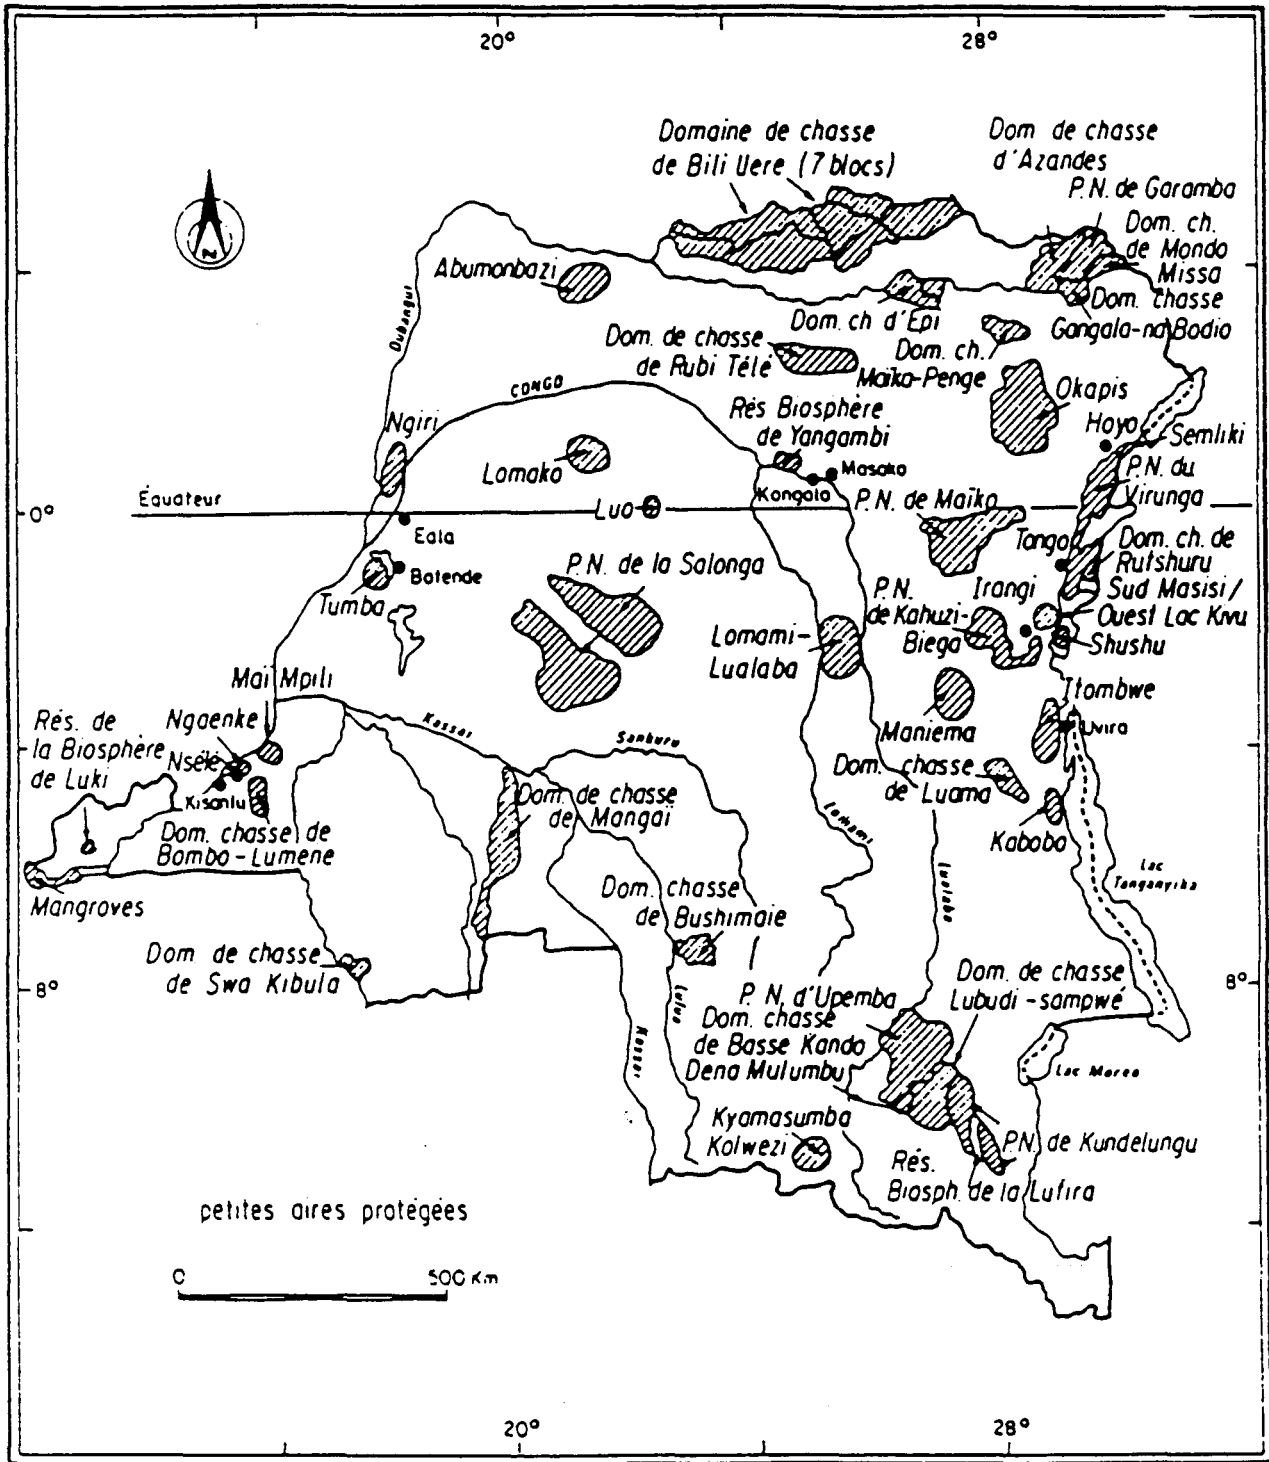 20°
28°
Domaine de chasse
de Bili Uere (7 blocs)
Dom de chasse
d'Azandes
P.N. de Garamba
Dom. ch.
de Mondo
Missa
Abumonbazi
Dom. ch d'Epi
Dom. chasse
Gangala-na Bodio
Oubangui
Dom. de chasse
de Rubi Télé
Dom. ch.
Maïko-Penge
Okapis
CONGO
Ngiri
Rés Biosphère
de Yangambi
Hoyo
Semliki
Lomako
Masako
Kongolo
P.N. du
Virunga
Équateur
0°
Luo
P.N. de Maïko
Eala
Tongo
Dom. ch. de
Rutshuru
Batende
Tumba
P.N. de la Salonga
P.N.
de Kahuzi-
Biega
Irangi
Sud Masisi/
Ouest Lac Kivu
Shushu
Lomami-
Lualaba
Mai Mpili
Itombwe
Ngaenke
Kassai
Sankuru
Maniema
Uvira
Rés. de
la Biosphère
de Luki
Nsele
Kisantu
Dom. chasse
de Luama
Dom. de chasse
de Mangai
Kabobo
Dom. chasse de
Bombo-Lumene
Lomami
Lualaba
Lac
Tanganyika
Mangroves
Dom. chasse
de Bushimaie
Dom de chasse
de Swa Kibula
8°
8°
P. N. d'Upemba
Dom. de chasse
Lubudi-sampwé
Dom. chasse
de Basse Kando
Dena Mulumbu
Kassai
Lulua
Lac Moreo
Kyamasumba
Kolwezi
P.N. de Kundelungu
Rés.
Biosph. de la Lufira
petites aires protégées
0
500 Km
N
20°
28°